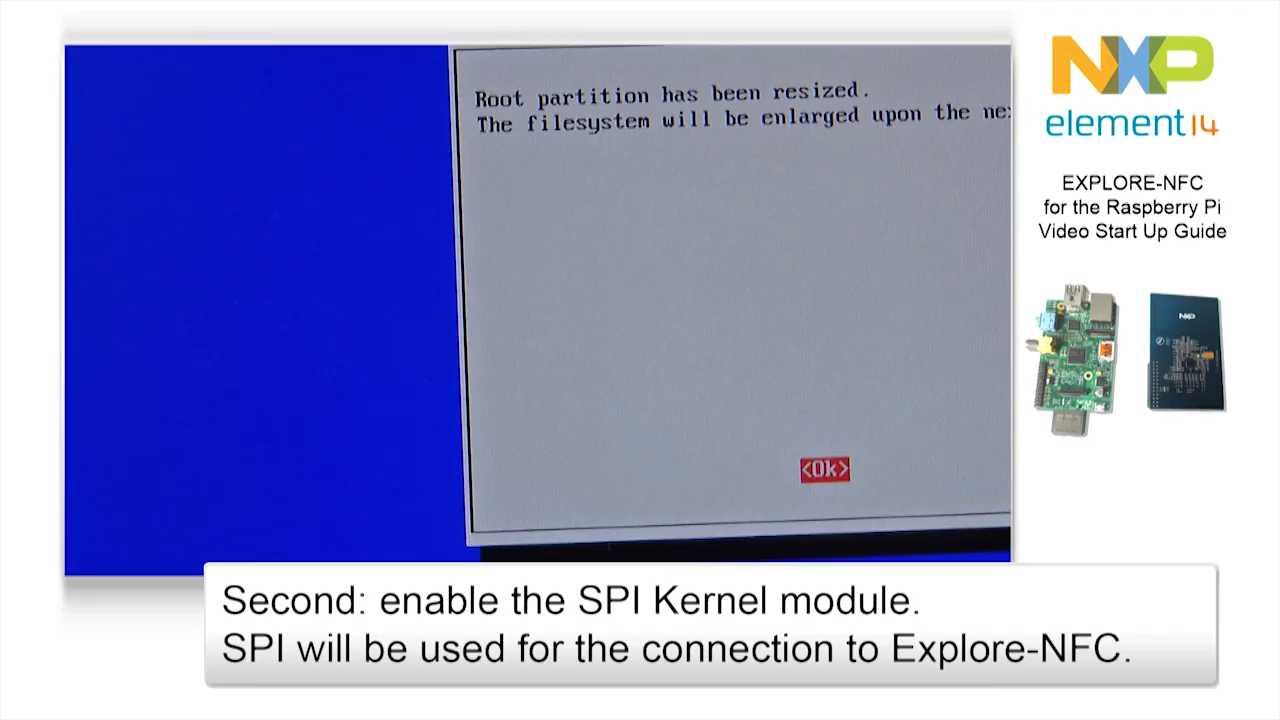 Root partition has been resized.
The filesystem will be enlarged upon the
<Ok>
NXP
element14
EXPLORE-NFC
for the Raspberry Pi
Video Start Up Guide
NXP
Second: enable the SPI Kernel module.
SPI will be used for the connection to Explore-NFC.